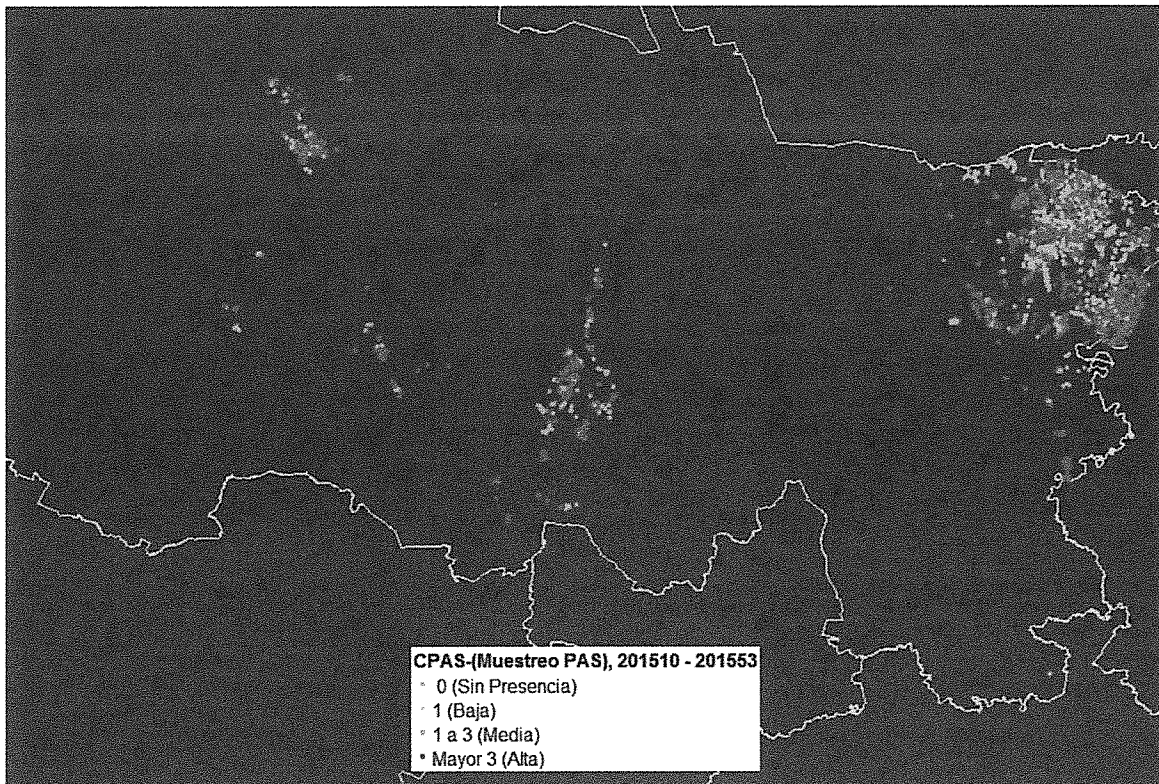 CPAS-(Muestreo PAS), 201510 - 201553
0 (Sin Presencia)
1 (Baja)
1 a 3 (Media)
Mayor 3 (Alta)